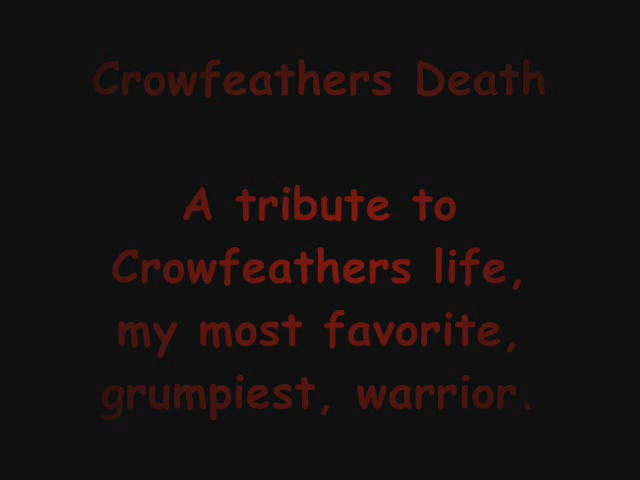 Crowfeathers Death
A tribute to
Crowfeathers life,
my most favorite,
grumpiest, warrior.